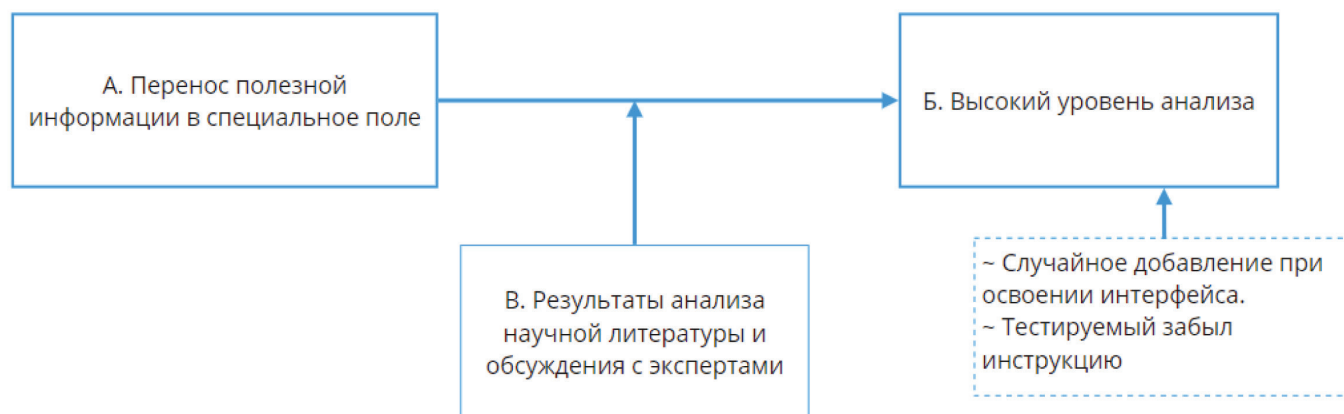 А. Перенос полезной
информации в специальное поле
Б. Высокий уровень анализа
В. Результаты анализа
научной литературы и
обсуждения с экспертами
~ Случайное добавление при
освоении интерфейса.
~ Тестируемый забыл
инструкцию